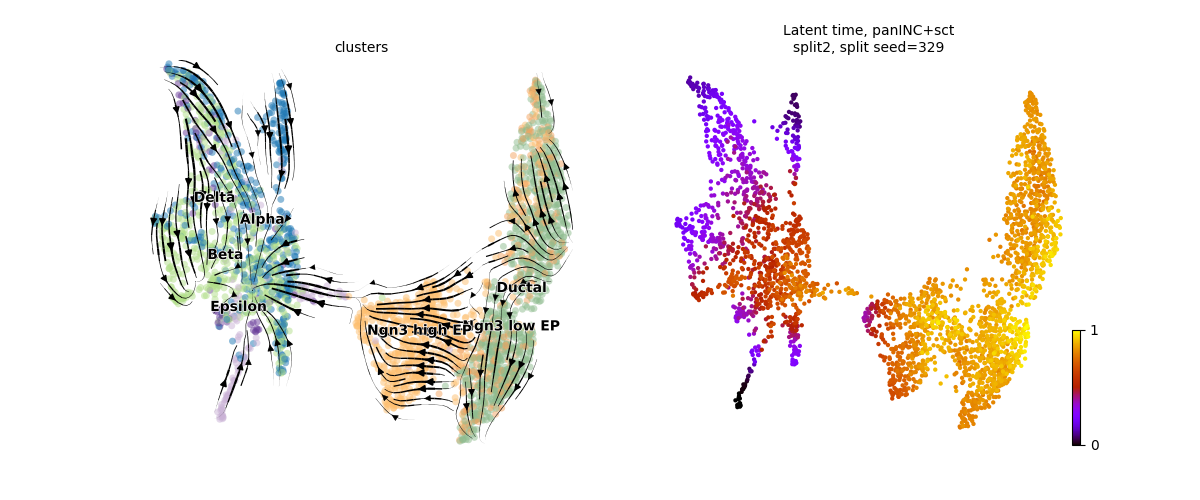 clusters
Latent time, panINC+sct
split2, split seed=329
Delta
Alpha
Beta
Epsilon
Ductal
Ngn3 high EP
Ngn3 low EP
1
0